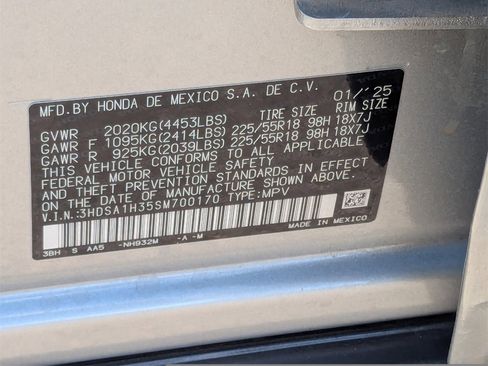 MFD.BY HONDA DE MEXICO S.A. DE C.V. 01/'25
TIRE SIZE RIM SIZE
GVWR 2020KG(4453LBS)
GAWR F 1095KG(2414LBS) 225/55R18 98H 18X7J
GAWR R 925KG(2039LBS) 225/55R18 98H 18X7J
THIS VEHICLE CONFORMS TO ALL APPLICABLE
FEDERAL MOTOR VEHICLE SAFETY
AND THEFT PREVENTION STANDARDS IN EFFECT
ON THE DATE OF MANUFACTURE SHOWN ABOVE.
V.I.N.:3HDSA1H35SM700170 TYPE:MPV
3BH S AA5 -NH932M -A -M
MADE IN MEXICO